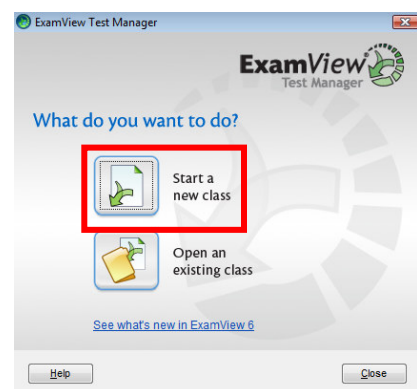 ExamView Test Manager
ExamView
Test Manager
What do you want to do?
Start a
new class
Open an
existing class
See what's new in ExamView 6
Help
Close